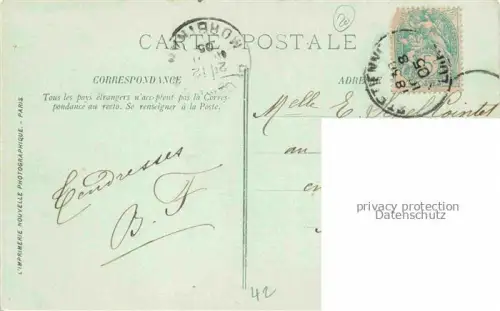 CARTE POSTALE
CORRESPONDANCE
Tous les pays étrangers n'acceptent pas la Corres-
pondance au recto. Se renseigner à la Poste.
ADRESSE
Melle E. Pointet
au
Tendresses
B. F
42
L'IMPRIMERIE NOUVELLE PHOTOGRAPHIQUE. - PARIS
privacy protection
Datenschutz